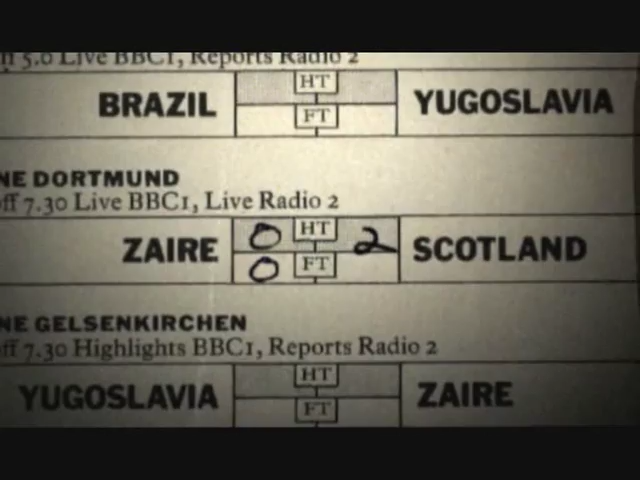 5.0 Live BBC1, Reports Radio 2
HT
BRAZIL YUGOSLAVIA
FT
NE DORTMUND
ff 7.30 Live BBC1, Live Radio 2
0 HT 2
ZAIRE SCOTLAND
0 FT
NE GELSENKIRCHEN
ff 7.30 Highlights BBC1, Reports Radio 2
HT
YUGOSLAVIA ZAIRE
FT